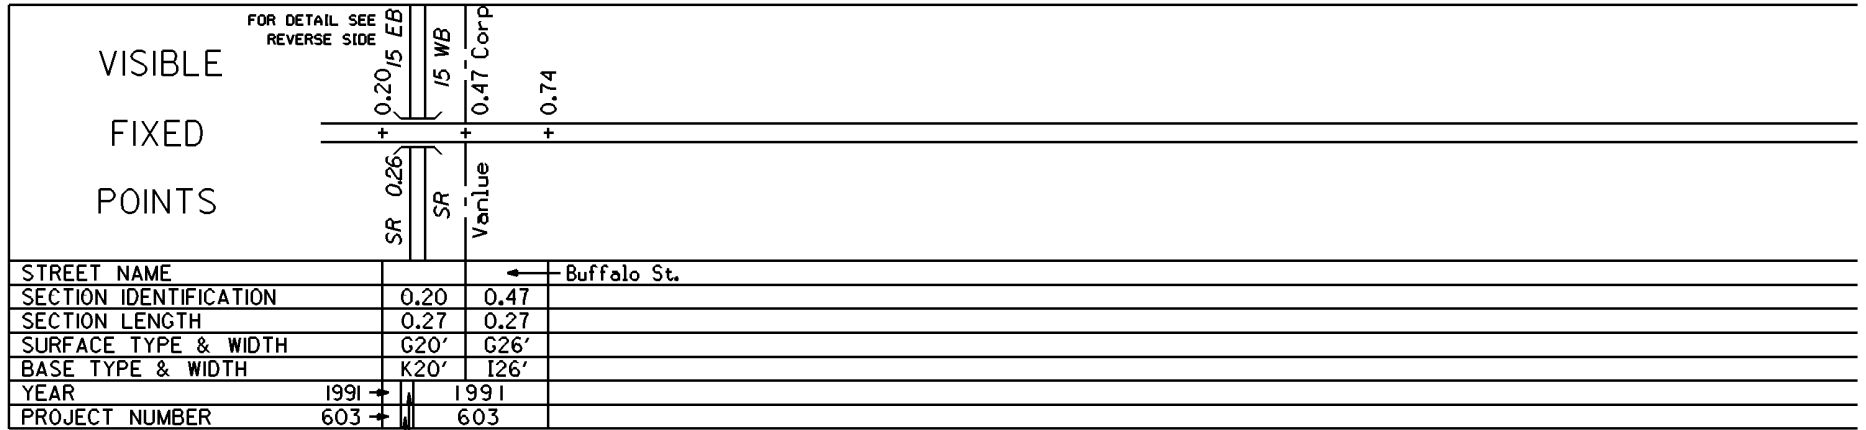 FOR DETAIL SEE
REVERSE SIDE
VISIBLE
FIXED
POINTS
0.20
15 EB
15 WB
0.47 Corp
0.74
SR 0.26
SR
Vanlue
STREET NAME Buffalo St.
SECTION IDENTIFICATION 0.20 0.47
SECTION LENGTH 0.27 0.27
SURFACE TYPE & WIDTH G20' G26'
BASE TYPE & WIDTH K20' I26'
YEAR 1991 1991
PROJECT NUMBER 603 603